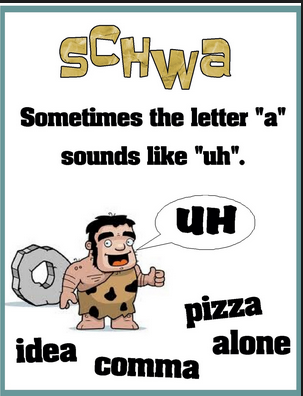 scHwa
Sometimes the letter "a"
sounds like "uh".
UH
pizza
idea
comma
alone